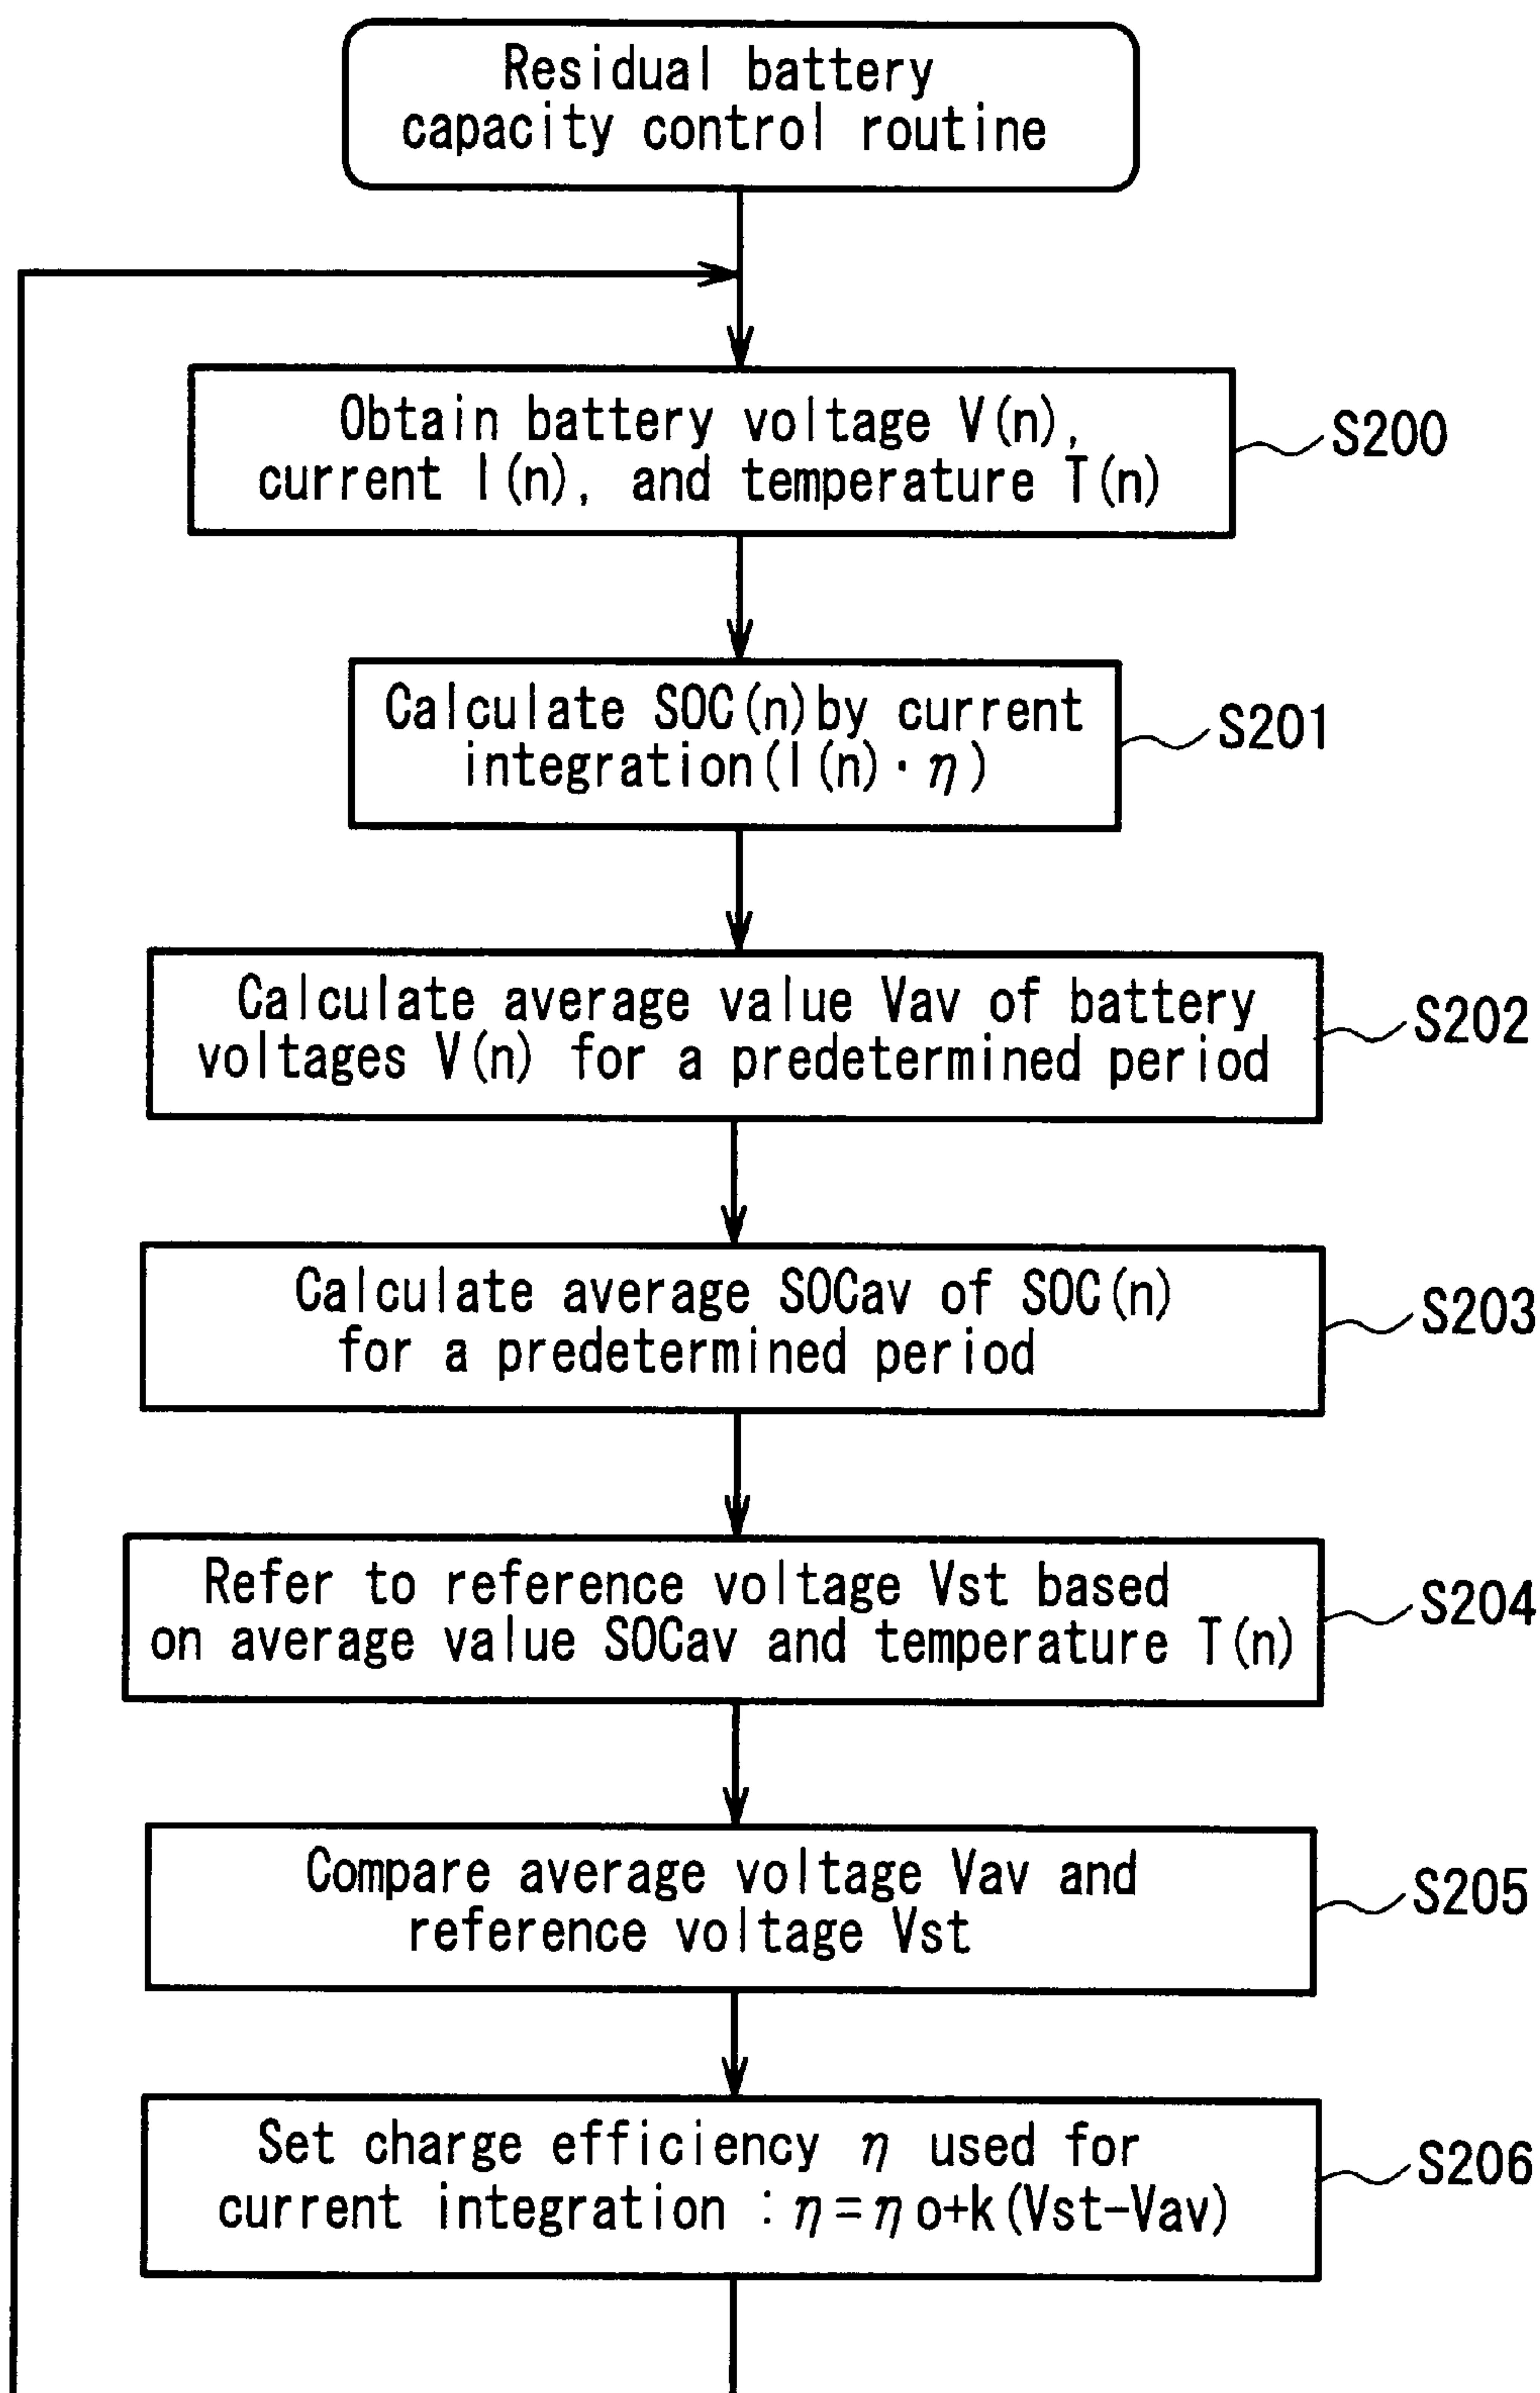 Residual battery
capacity control routine
Obtain battery voltage V(n),
current I(n), and temperature T(n)
S200
Calculate SOC(n)by current
integration(I(n)・η)
S201
Calculate average value Vav of battery
voltages V(n) for a predetermined period
S202
Calculate average SOCav of SOC(n)
for a predetermined period
S203
Refer to reference voltage Vst based
on average value SOCav and temperature T(n)
S204
Compare average voltage Vav and
reference voltage Vst
S205
Set charge efficiency η used for
current integration : η=ηo+k(Vst-Vav)
S206